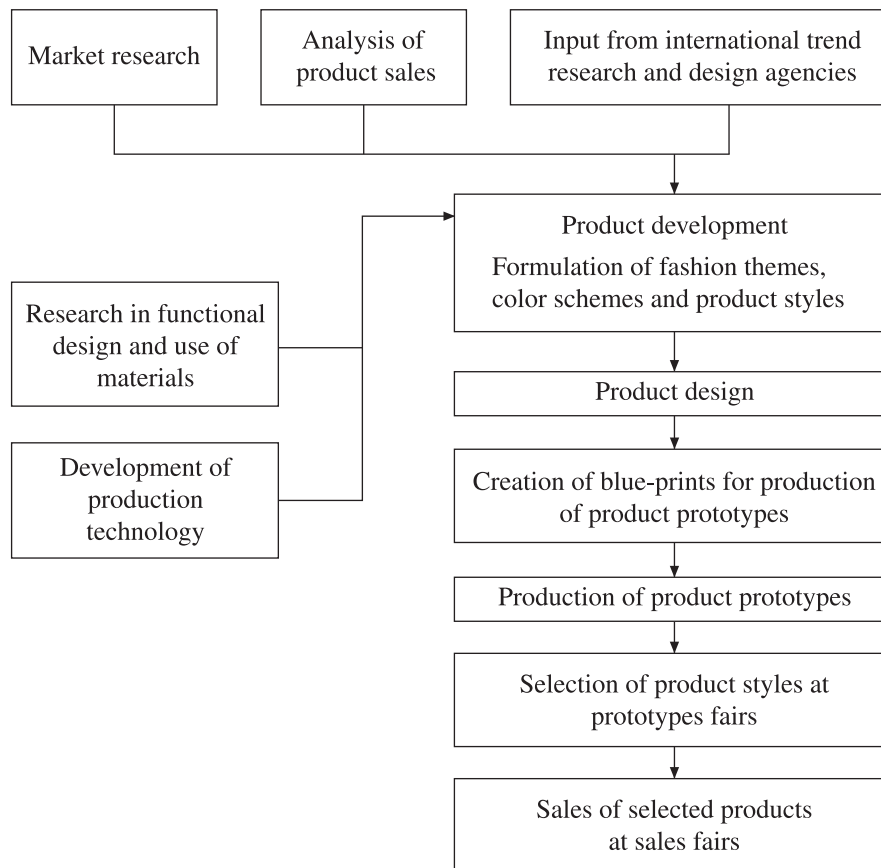 Market research
Analysis of
product sales
Input from international trend
research and design agencies
Product development
Formulation of fashion themes,
color schemes and product styles
Research in functional
design and use of
materials
Product design
Development of
production
technology
Creation of blue-prints for production
of product prototypes
Production of product prototypes
Selection of product styles at
prototypes fairs
Sales of selected products
at sales fairs